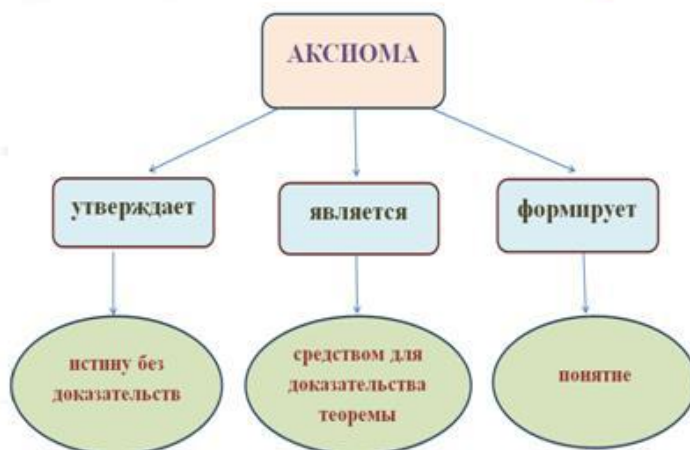 АКСИОМА
утверждает
является
формирует
истину без
доказательств
средством для
доказательства
теоремы
понятие